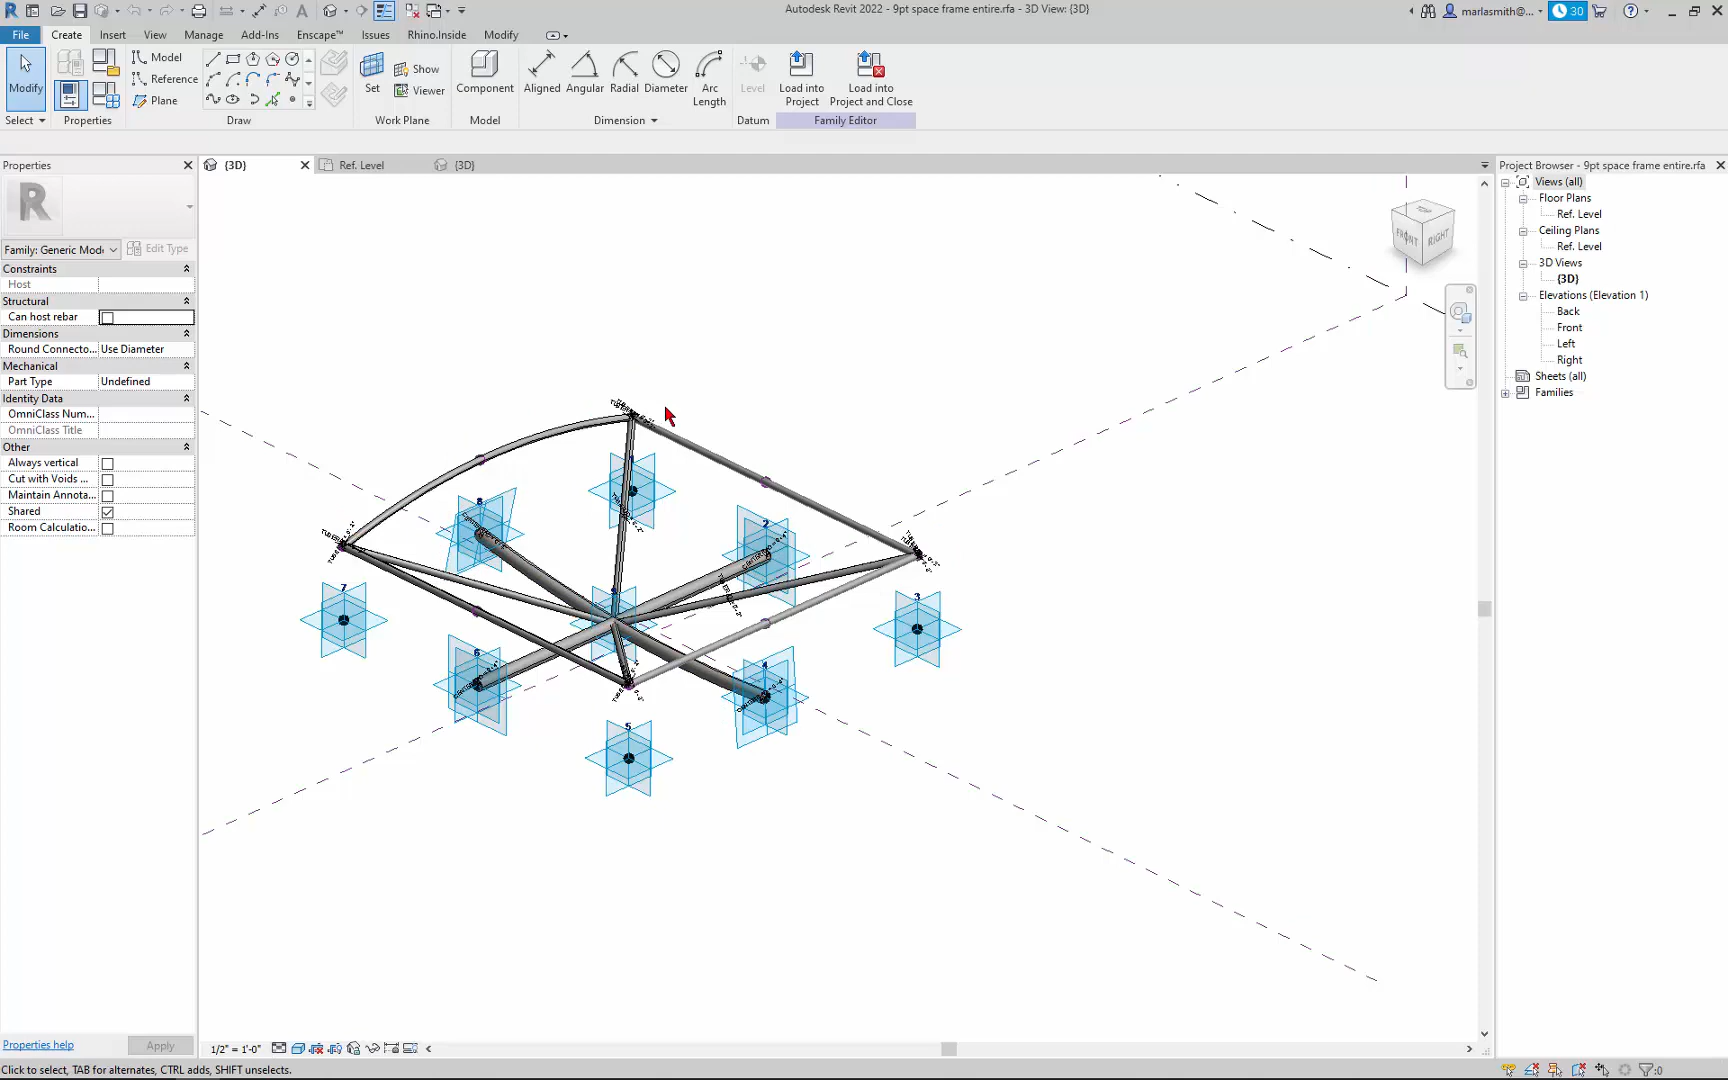 Autodesk Revit 2022 - 9pt space frame entire.rfa - 3D View: {3D}
marlasmith@...
30
File Create Insert View Manage Add-Ins Enscape™ Issues Rhino.Inside Modify
Modify
Model
Reference
Plane
Set
Show
Viewer
Component
Aligned
Angular
Radial
Diameter
Arc
Length
Level
Load into
Project
Load into
Project and Close
Select
Properties
Draw
Work Plane
Model
Dimension
Datum
Family Editor
Properties
{3D}
Ref. Level
{3D}
Project Browser - 9pt space frame entire.rfa
R
Family: Generic Mod
Edit Type
Constraints
Host
Structural
Can host rebar
Dimensions
Round Connecto... Use Diameter
Mechanical
Part Type Undefined
Identity Data
OmniClass Num...
OmniClass Title
Other
Always vertical
Cut with Voids ...
Maintain Annota...
Shared
Room Calculatio...
Properties help
Apply
Views (all)
Floor Plans
Ref. Level
Ceiling Plans
Ref. Level
3D Views
{3D}
Elevations (Elevation 1)
Back
Front
Left
Right
Sheets (all)
Families
TOP
FRONT
RIGHT
8
2
7
3
6
4
5
1/2" = 1'-0"
Click to select, TAB for alternates, CTRL adds, SHIFT unselects.
:0